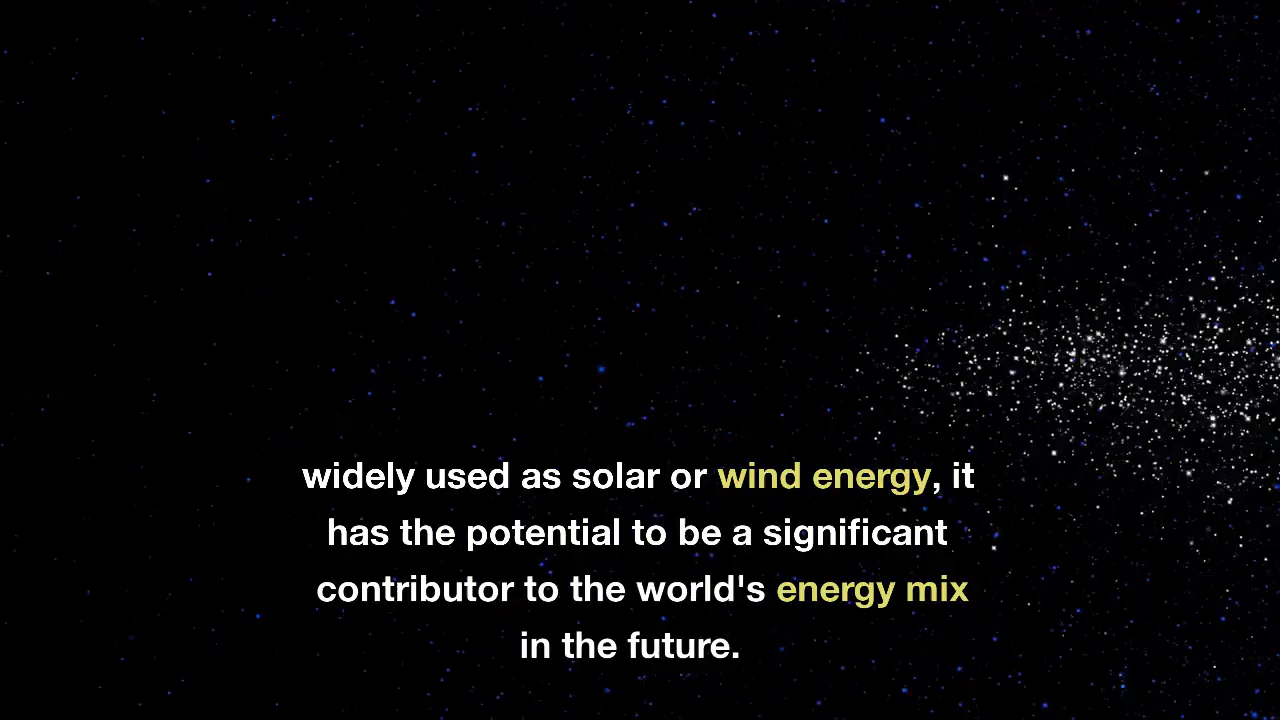 widely used as solar or wind energy, it
has the potential to be a significant
contributor to the world's energy mix
in the future.